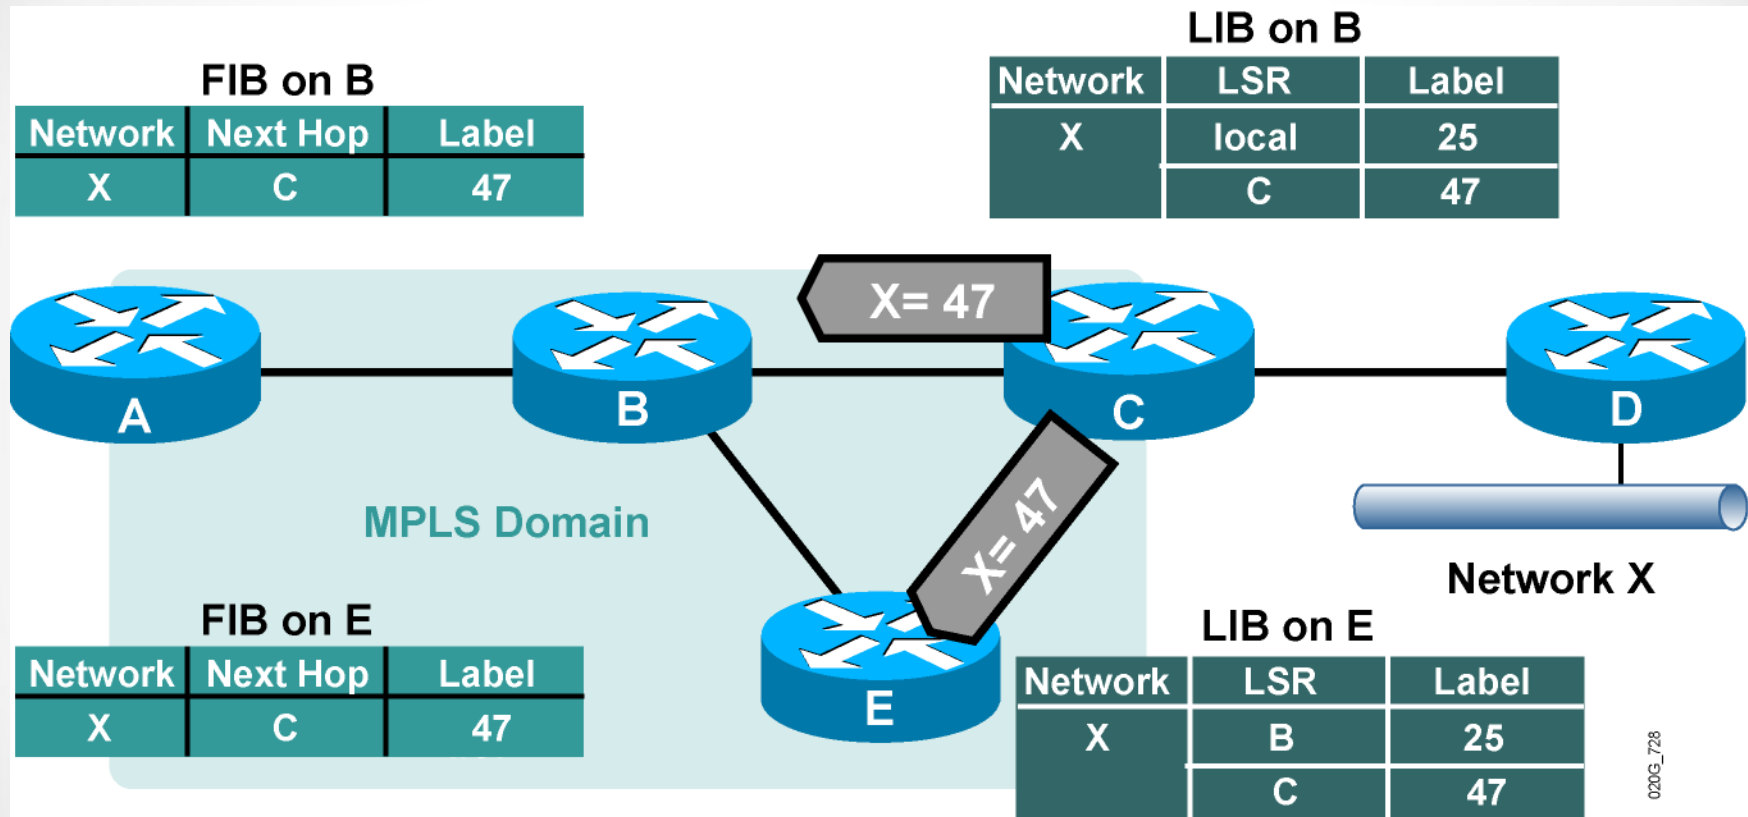 LIB on B
Network LSR Label
X local 25
C 47
FIB on B
Network Next Hop Label
X C 47
X= 47
A
B
C
D
X= 47
MPLS Domain
Network X
E
FIB on E
Network Next Hop Label
X C 47
LIB on E
Network LSR Label
X B 25
C 47
020G_728